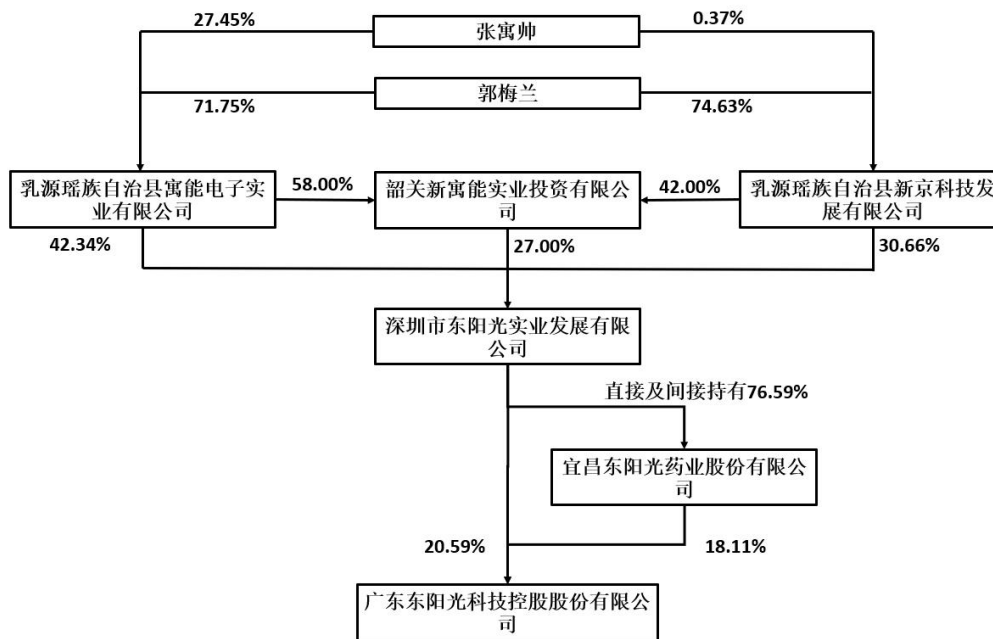 27.45%
张寓帅
0.37%
71.75%
郭梅兰
74.63%
乳源瑶族自治县寓能电子实
业有限公司
58.00%
韶关新寓能实业投资有限公
司
42.00%
乳源瑶族自治县新京科技发
展有限公司
42.34%
27.00%
30.66%
深圳市东阳光实业发展有限
公司
直接及间接持有76.59%
宜昌东阳光药业股份有限公
司
20.59%
18.11%
广东东阳光科技控股股份有限公
司